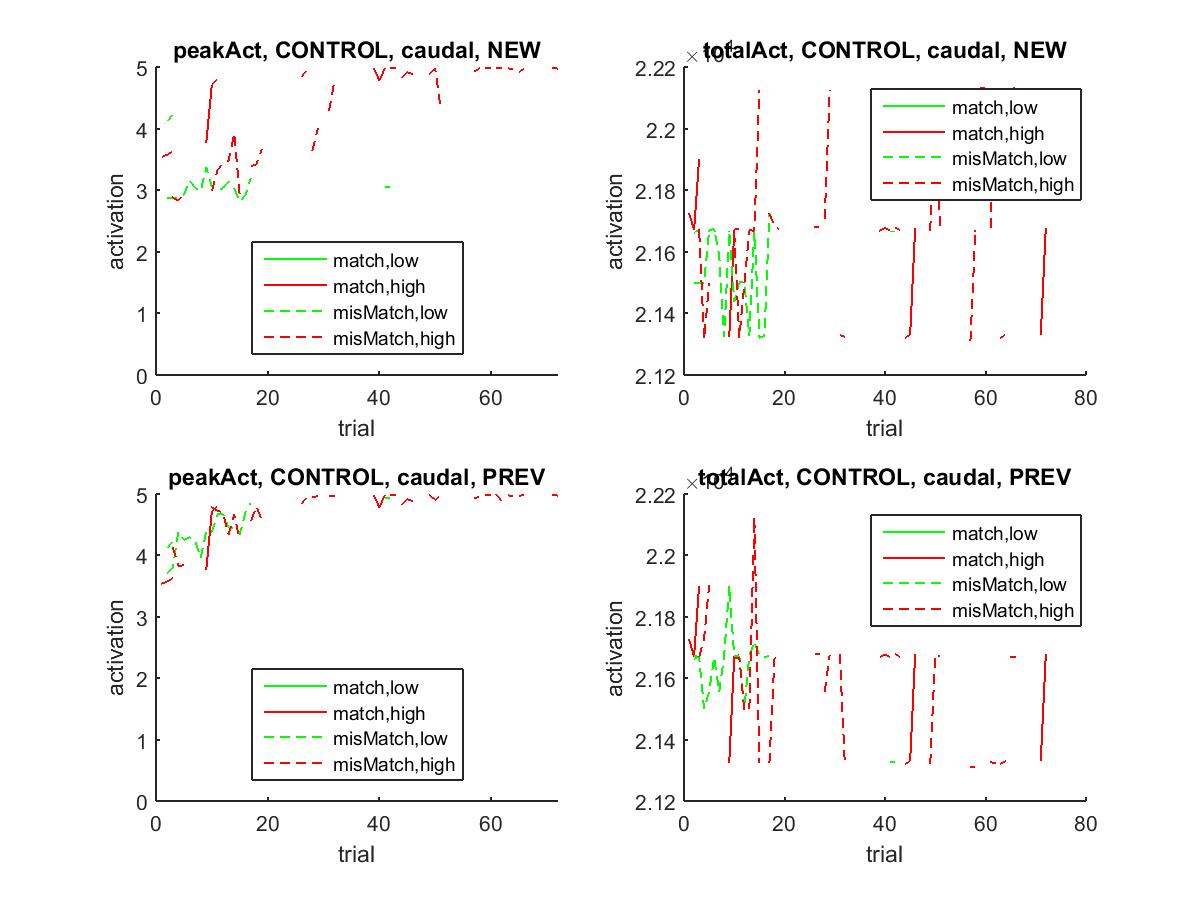 peakAct, CONTROL, caudal, NEW
5
4
3
2
1
0
0 20 40 60
activation
trial
match,low
match,high
misMatch,low
misMatch,high
totalAct, CONTROL, caudal, NEW
2.22
2.2
2.18
2.16
2.14
2.12
0 20 40 60 80
activation
trial
match,low
match,high
misMatch,low
misMatch,high
peakAct, CONTROL, caudal, PREV
5
4
3
2
1
0
0 20 40 60
activation
trial
match,low
match,high
misMatch,low
misMatch,high
totalAct, CONTROL, caudal, PREV
2.22
2.2
2.18
2.16
2.14
2.12
0 20 40 60 80
activation
trial
match,low
match,high
misMatch,low
misMatch,high